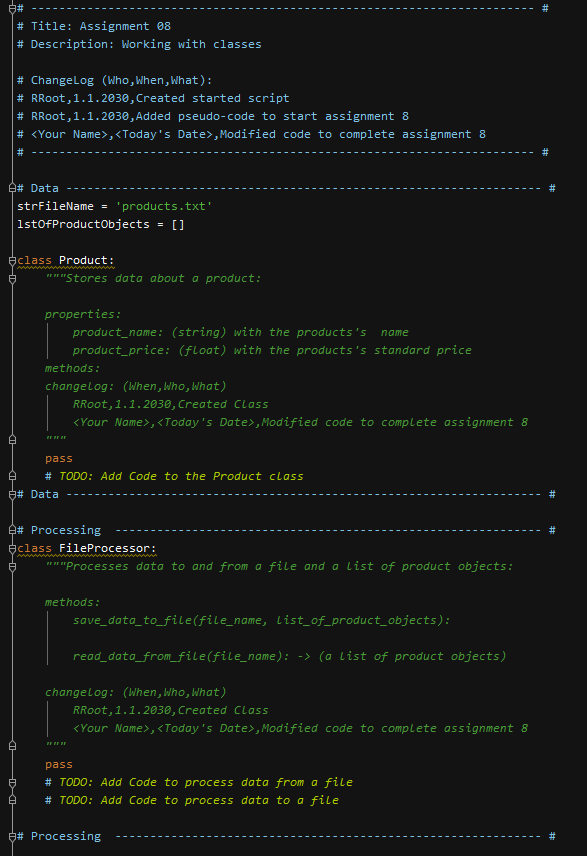 # ------------------------------------------------------------------------ #
# Title: Assignment 08
# Description: Working with classes
# ChangeLog (Who,When,What):
# RRoot,1.1.2030,Created started script
# RRoot,1.1.2030,Added pseudo-code to start assignment 8
# <Your Name>,<Today's Date>,Modified code to complete assignment 8
# ------------------------------------------------------------------------ #
# Data -------------------------------------------------------------------- #
strFileName = 'products.txt'
lstOfProductObjects = []
class Product:
"""Stores data about a product:
properties:
product_name: (string) with the products's  name
product_price: (float) with the products's standard price
methods:
changelog: (When,Who,What)
RRoot,1.1.2030,Created Class
<Your Name>,<Today's Date>,Modified code to complete assignment 8
"""
pass
# TODO: Add Code to the Product class
# Data -------------------------------------------------------------------- #
# Processing  ------------------------------------------------------------- #
class FileProcessor:
"""Processes data to and from a file and a list of product objects:
methods:
save_data_to_file(file_name, list_of_product_objects):
read_data_from_file(file_name): -> (a list of product objects)
changelog: (When,Who,What)
RRoot,1.1.2030,Created Class
<Your Name>,<Today's Date>,Modified code to complete assignment 8
"""
pass
# TODO: Add Code to process data from a file
# TODO: Add Code to process data to a file
# Processing  ------------------------------------------------------------- #